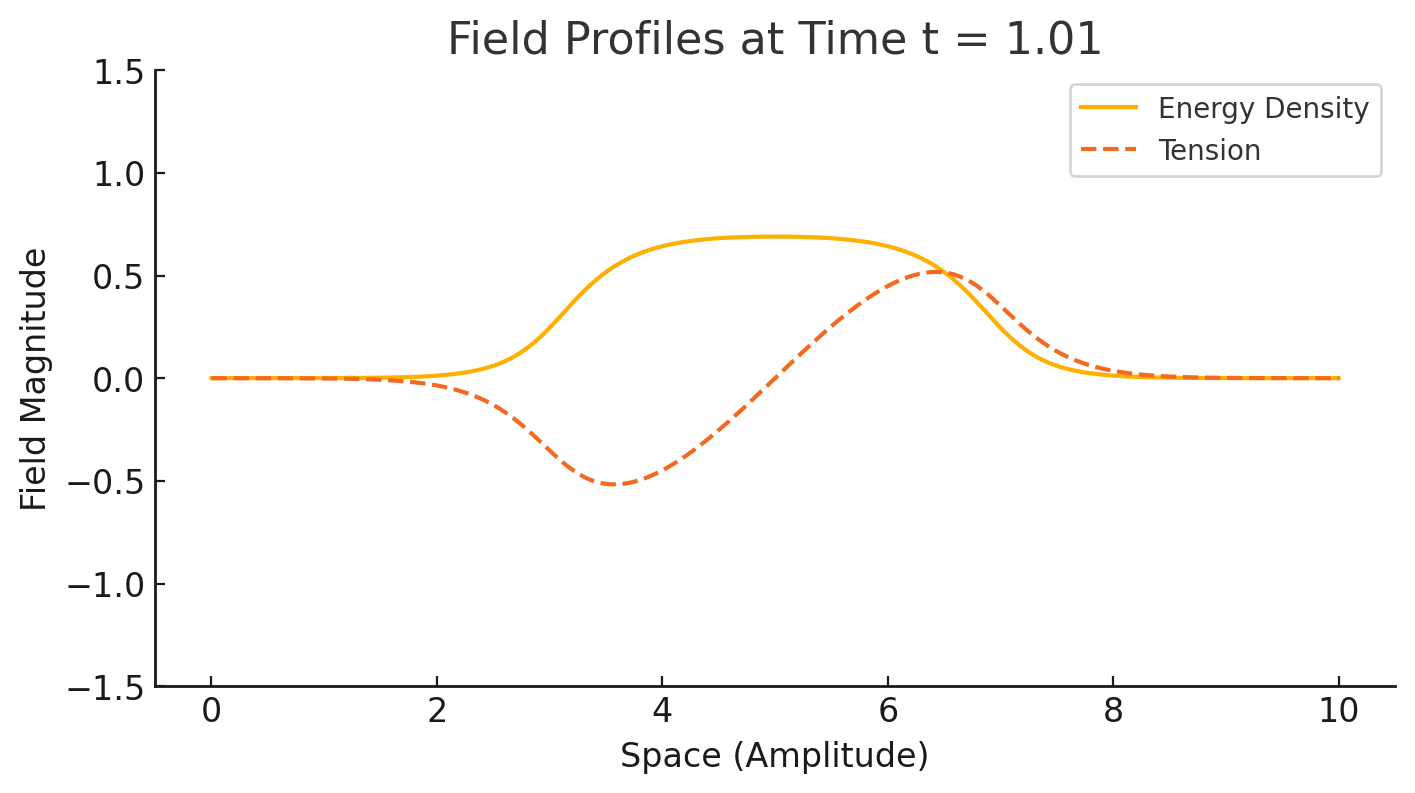 Field Profiles at Time t = 1.01
Energy Density
Tension
Field Magnitude
1.5
1.0
0.5
0.0
−0.5
−1.0
−1.5
0 2 4 6 8 10
Space (Amplitude)